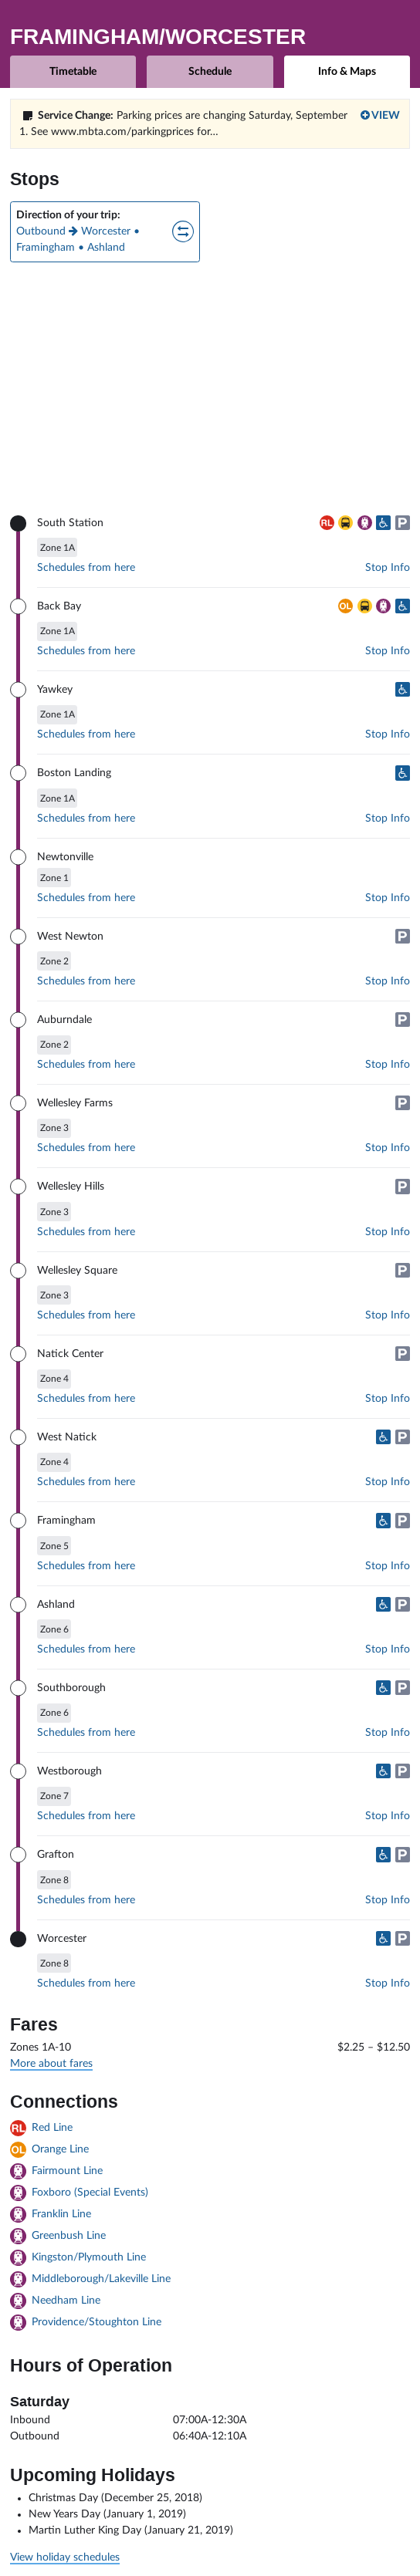 FRAMINGHAM/WORCESTER
Timetable
Schedule
Info & Maps
Service Change: Parking prices are changing Saturday, September
1. See www.mbta.com/parkingprices for...
VIEW
Stops
Direction of your trip:
Outbound Worcester •
Framingham • Ashland
South Station
RL
P
Zone 1A
Schedules from here
Stop Info
Back Bay
OL
Zone 1A
Schedules from here
Stop Info
Yawkey
Zone 1A
Schedules from here
Stop Info
Boston Landing
Zone 1A
Schedules from here
Stop Info
Newtonville
Zone 1
Schedules from here
Stop Info
West Newton
P
Zone 2
Schedules from here
Stop Info
Auburndale
P
Zone 2
Schedules from here
Stop Info
Wellesley Farms
P
Zone 3
Schedules from here
Stop Info
Wellesley Hills
P
Zone 3
Schedules from here
Stop Info
Wellesley Square
P
Zone 3
Schedules from here
Stop Info
Natick Center
P
Zone 4
Schedules from here
Stop Info
West Natick
P
Zone 4
Schedules from here
Stop Info
Framingham
P
Zone 5
Schedules from here
Stop Info
Ashland
P
Zone 6
Schedules from here
Stop Info
Southborough
P
Zone 6
Schedules from here
Stop Info
Westborough
P
Zone 7
Schedules from here
Stop Info
Grafton
P
Zone 8
Schedules from here
Stop Info
Worcester
P
Zone 8
Schedules from here
Stop Info
Fares
Zones 1A-10
$2.25 – $12.50
More about fares
Connections
RL Red Line
OL Orange Line
Fairmount Line
Foxboro (Special Events)
Franklin Line
Greenbush Line
Kingston/Plymouth Line
Middleborough/Lakeville Line
Needham Line
Providence/Stoughton Line
Hours of Operation
Saturday
Inbound 07:00A-12:30A
Outbound 06:40A-12:10A
Upcoming Holidays
• Christmas Day (December 25, 2018)
• New Years Day (January 1, 2019)
• Martin Luther King Day (January 21, 2019)
View holiday schedules